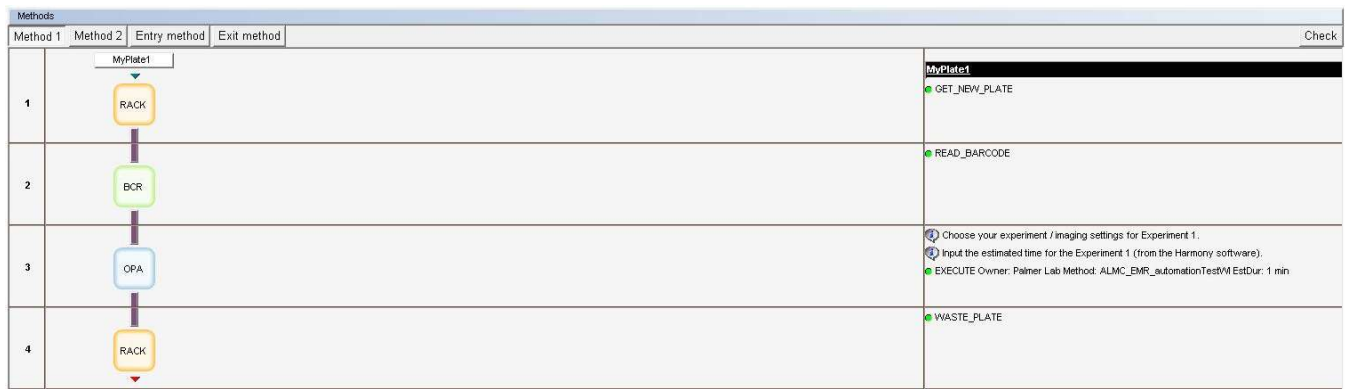 Methods
Method 1 Method 2 Entry method Exit method Check
MyPlate1
MyPlate1
1
RACK
GET_NEW_PLATE
2
BCR
READ_BARCODE
3
OPA
Choose your experiment / imaging settings for Experiment 1.
Input the estimated time for the Experiment 1 (from the Harmony software).
EXECUTE Owner: Palmer Lab Method: ALMC_EMR_automationTestWI EstDur: 1 min
4
RACK
WASTE_PLATE